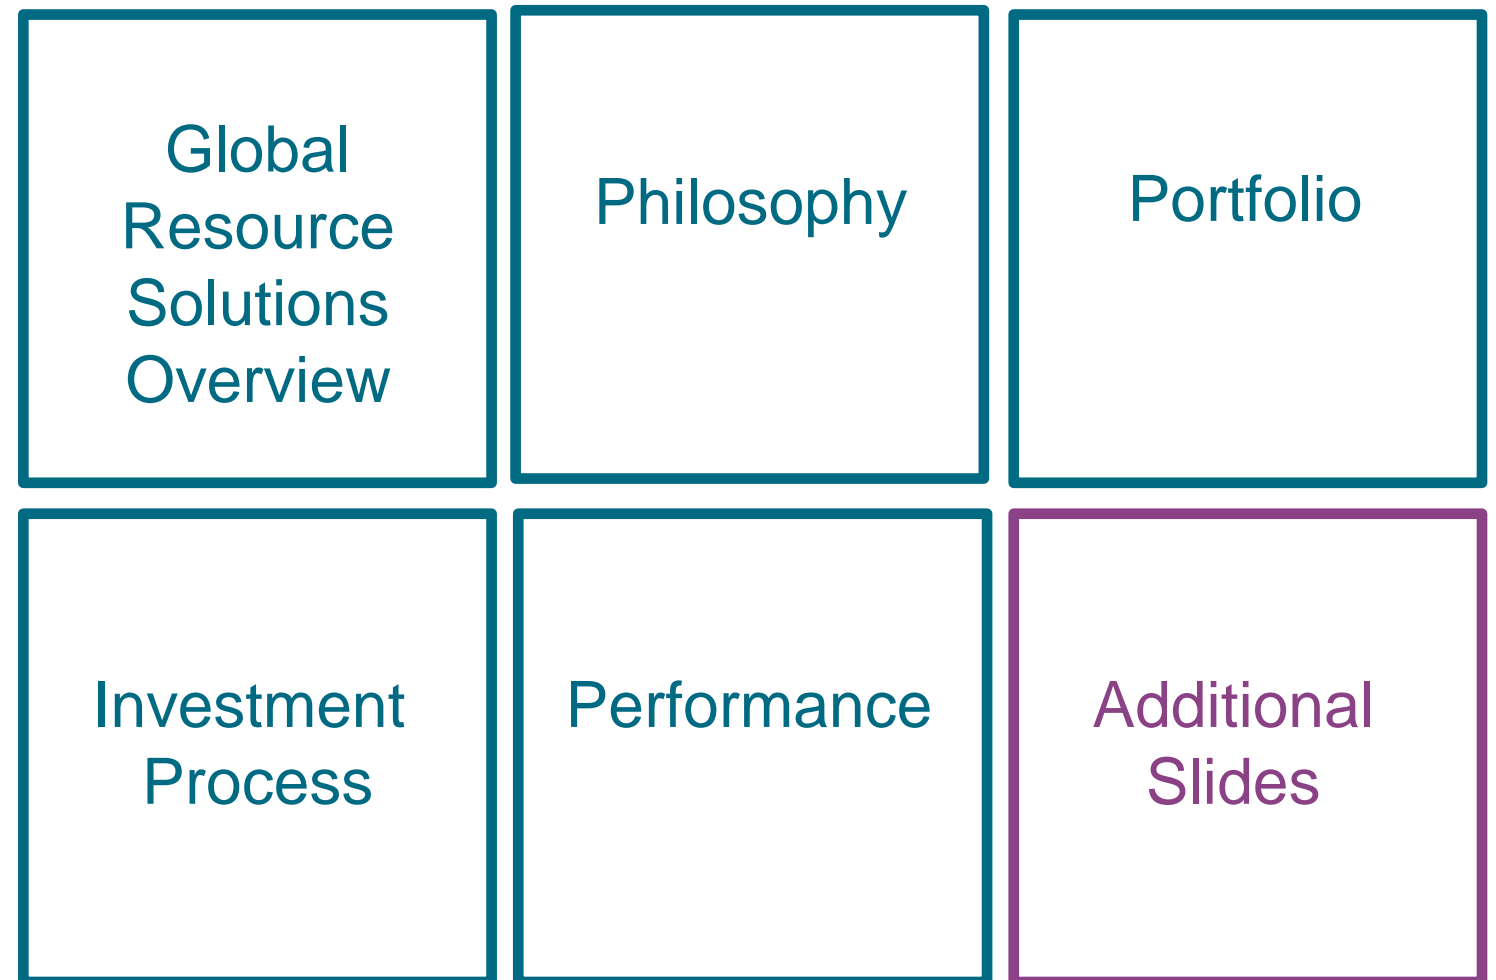 Global
Resource
Solutions
Overview
Philosophy
Portfolio
Investment
Process
Performance
Additional
Slides